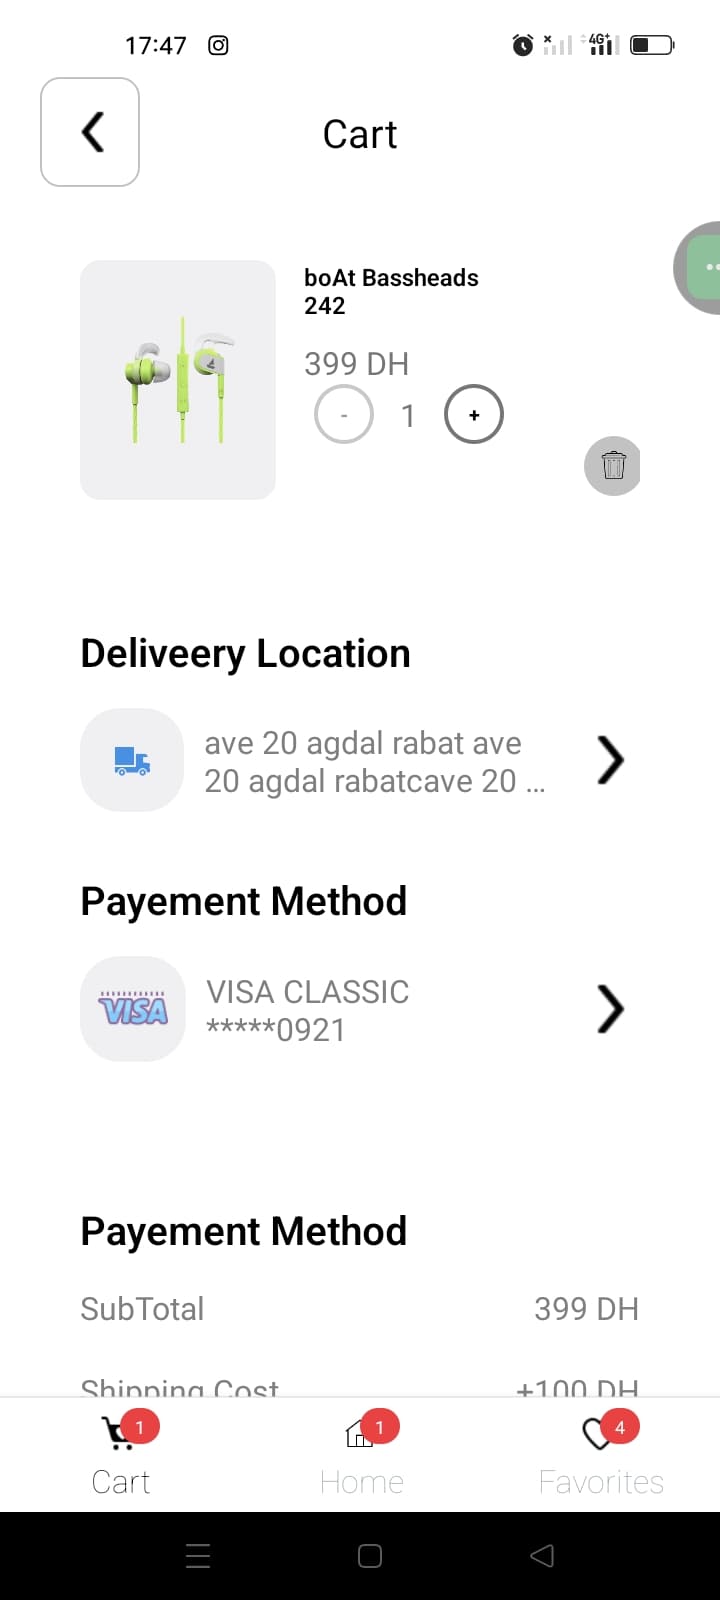 17:47
4G+
Cart
boAt Bassheads
242
399 DH
- 1 +
Deliveery Location
ave 20 agdal rabat ave
20 agdal rabatcave 20 ...
Payement Method
VISA
VISA CLASSIC
*****0921
Payement Method
SubTotal 399 DH
Shipping Cost +100 DH
1 1 4
Cart Home Favorites